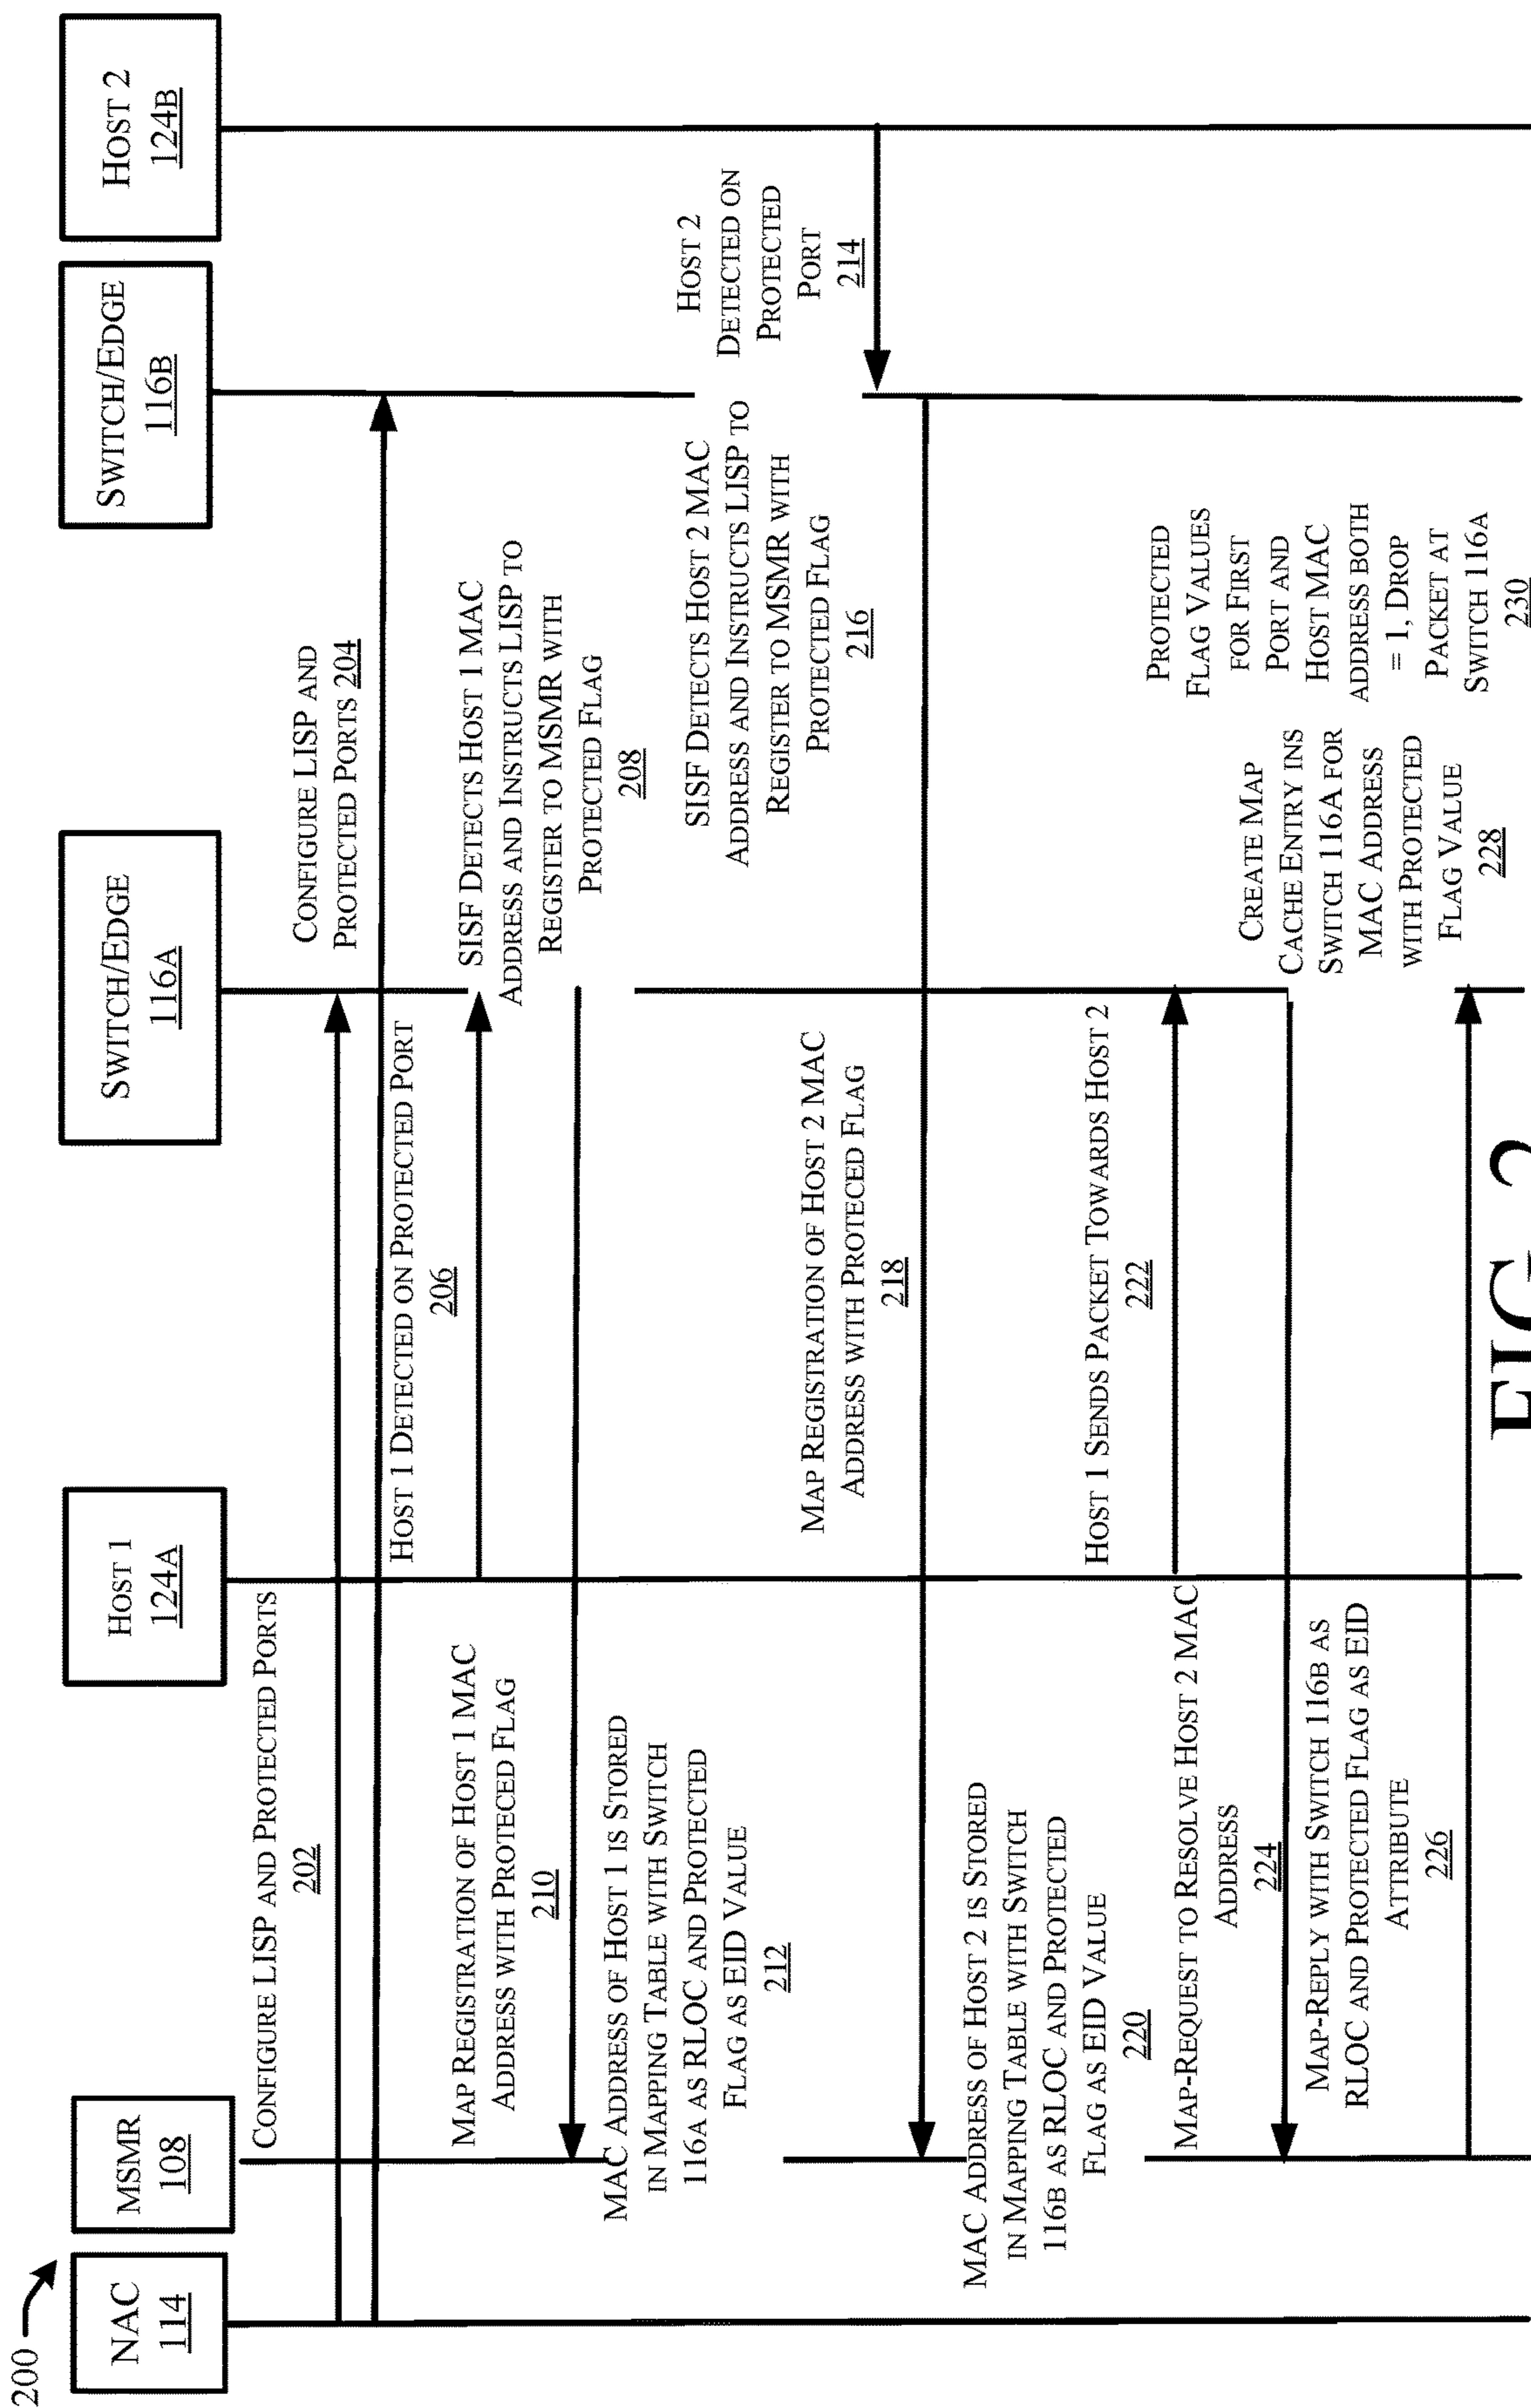 200
NAC
114
MSMR
108
HOST 1
124A
SWITCH/EDGE
116A
SWITCH/EDGE
116B
HOST 2
124B
CONFIGURE LISP AND PROTECTED PORTS
202
CONFIGURE LISP AND
PROTECTED PORTS 204
HOST 1 DETECTED ON PROTECTED PORT
206
SISF DETECTS HOST 1 MAC
ADDRESS AND INSTRUCTS LISP TO
REGISTER TO MSMR WITH
PROTECTED FLAG
208
MAP REGISTRATION OF HOST 1 MAC
ADDRESS WITH PROTECED FLAG
210
MAC ADDRESS OF HOST 1 IS STORED
IN MAPPING TABLE WITH SWITCH
116A AS RLOC AND PROTECTED
FLAG AS EID VALUE
212
HOST 2
DETECTED ON
PROTECTED
PORT
214
SISF DETECTS HOST 2 MAC
ADDRESS AND INSTRUCTS LISP TO
REGISTER TO MSMR WITH
PROTECTED FLAG
216
MAP REGISTRATION OF HOST 2 MAC
ADDRESS WITH PROTECED FLAG
218
MAC ADDRESS OF HOST 2 IS STORED
IN MAPPING TABLE WITH SWITCH
116B AS RLOC AND PROTECTED
FLAG AS EID VALUE
220
HOST 1 SENDS PACKET TOWARDS HOST 2
222
MAP-REQUEST TO RESOLVE HOST 2 MAC
ADDRESS
224
MAP-REPLY WITH SWITCH 116B AS
RLOC AND PROTECTED FLAG AS EID
ATTRIBUTE
226
CREATE MAP
CACHE ENTRY INS
SWITCH 116A FOR
MAC ADDRESS
WITH PROTECTED
FLAG VALUE
228
PROTECTED
FLAG VALUES
FOR FIRST
PORT AND
HOST MAC
ADDRESS BOTH
= 1, DROP
PACKET AT
SWITCH 116A
230
FIG. 2